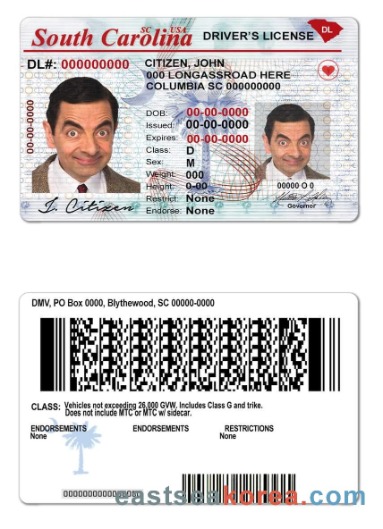 South Carolina SC USA DRIVER'S LICENSE DL
DL#: 000000000
CITIZEN, JOHN
000 LONGASSROAD HERE
COLUMBIA SC 000000000
00-00-0000
DOB: 00-00-0000
Issued: 00-00-0000
Expires: 00-00-0000
Class: D
Sex: M
Weight: 000
Height: 0-00
Restrict: None
Endorse: None
J. Citizen
00000 O 0
Governor
DMV, PO Box 0000, Blythewood, SC 00000-0000
CLASS: Vehicles not exceeding 26,000 GVW. Includes Class G and trike.
Does not include MTC or MTC w/ sidecar.
ENDORSEMENTS ENDORSEMENTS RESTRICTIONS
None None
eastseakorea.com